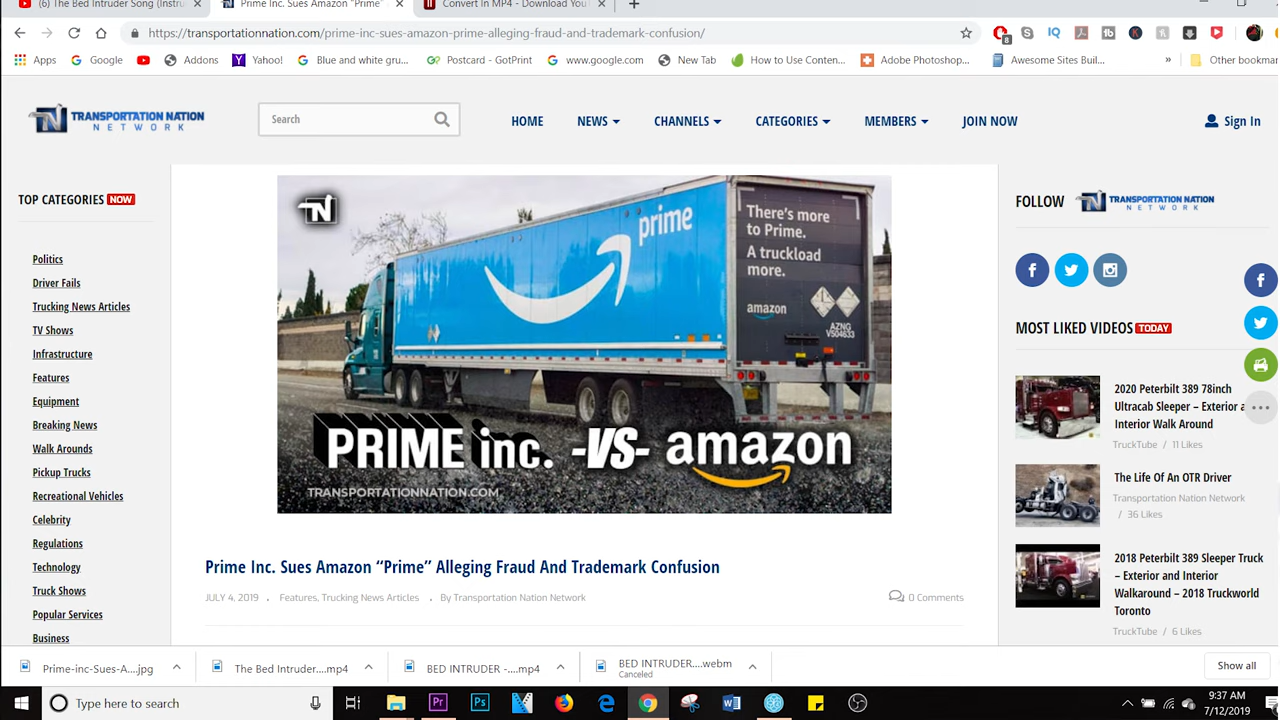 (6) The Bed Intruder Song (Instru
Prime Inc. Sues Amazon "Prime"
Convert In MP4 - Download You
https://transportationnation.com/prime-inc-sues-amazon-prime-alleging-fraud-and-trademark-confusion/
8
Apps
Google
Addons
Yahoo!
Blue and white gru...
Postcard - GotPrint
www.google.com
New Tab
How to Use Conten...
Adobe Photoshop...
Awesome Sites Buil...
»
Other bookmar
TRANSPORTATION NATION
NETWORK
Search
HOME
NEWS
CHANNELS
CATEGORIES
MEMBERS
JOIN NOW
Sign In
TOP CATEGORIES NOW
Politics
Driver Fails
Trucking News Articles
TV Shows
Infrastructure
Features
Equipment
Breaking News
Walk Arounds
Pickup Trucks
Recreational Vehicles
Celebrity
Regulations
Technology
Truck Shows
Popular Services
Business
TN
prime
There's more
to Prime.
A truckload
more.
amazon
AZNG
V504633
PRIME inc. -VS- amazon
TRANSPORTATIONNATION.COM
Prime Inc. Sues Amazon “Prime” Alleging Fraud And Trademark Confusion
JULY 4, 2019 . Features, Trucking News Articles . By Transportation Nation Network
0 Comments
FOLLOW
TRANSPORTATION NATION
NETWORK
MOST LIKED VIDEOS TODAY
2020 Peterbilt 389 78inch
Ultracab Sleeper – Exterior a
Interior Walk Around
TruckTube / 11 Likes
The Life Of An OTR Driver
Transportation Nation Network
/ 36 Likes
2018 Peterbilt 389 Sleeper Truck
– Exterior and Interior
Walkaround – 2018 Truckworld
Toronto
TruckTube / 6 Likes
Prime-inc-Sues-A....jpg
The Bed Intruder....mp4
BED INTRUDER -....mp4
BED INTRUDER....webm
Canceled
Show all
Type here to search
9:37 AM
7/12/2019